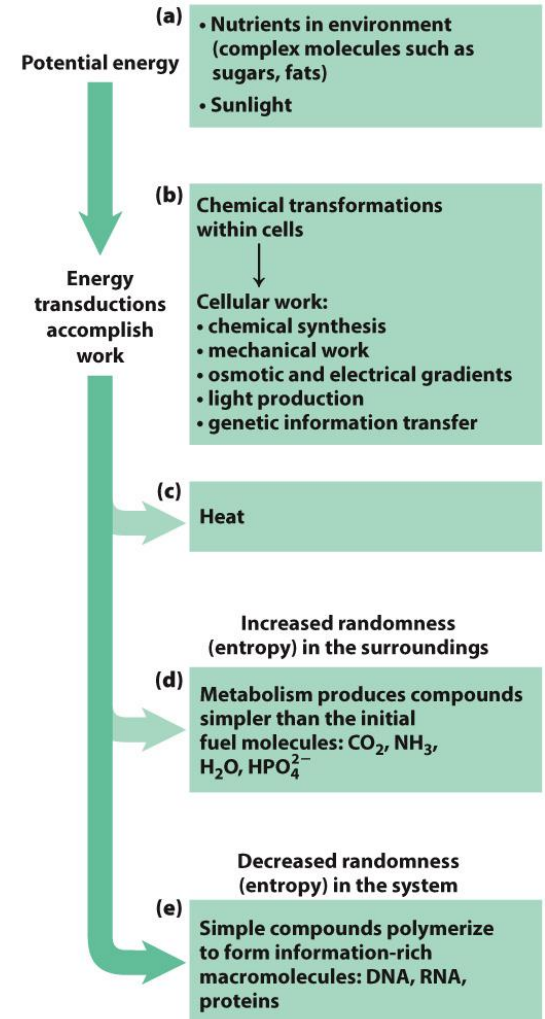 (a)
• Nutrients in environment
(complex molecules such as
sugars, fats)
• Sunlight
Potential energy
(b)
Chemical transformations
within cells
Cellular work:
• chemical synthesis
• mechanical work
• osmotic and electrical gradients
• light production
• genetic information transfer
Energy
transductions
accomplish
work
(c)
Heat
Increased randomness
(entropy) in the surroundings
(d)
Metabolism produces compounds
simpler than the initial
fuel molecules: CO₂, NH₃,
H₂O, HPO₄²⁻
Decreased randomness
(entropy) in the system
(e)
Simple compounds polymerize
to form information-rich
macromolecules: DNA, RNA,
proteins